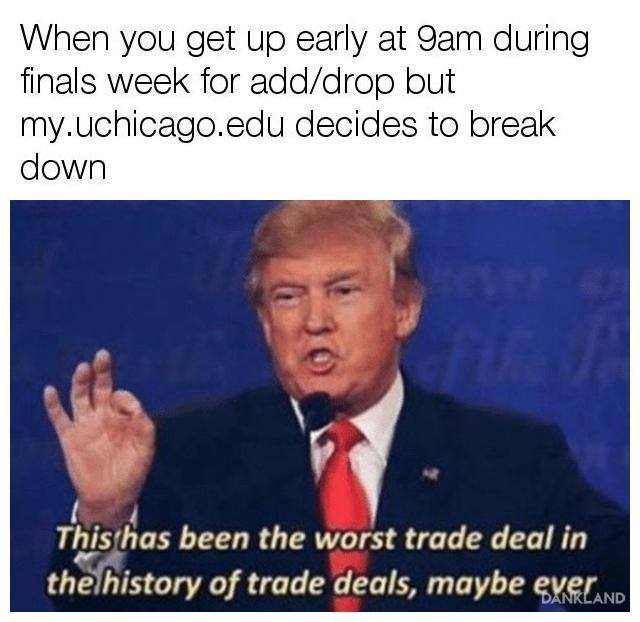 When you get up early at 9am during
finals week for add/drop but
my.uchicago.edu decides to break
down
This has been the worst trade deal in
the history of trade deals, maybe ever
DANKLAND